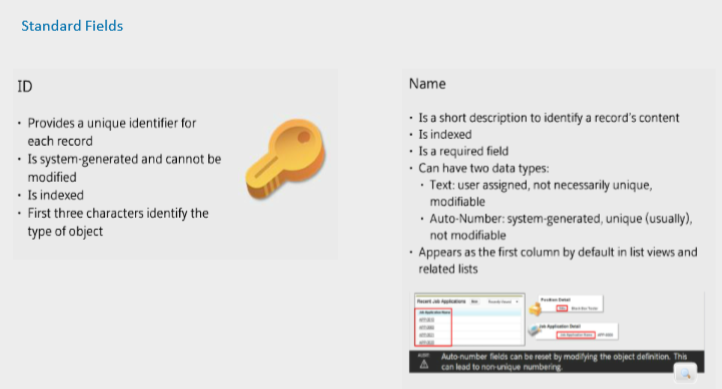 Standard Fields
ID
• Provides a unique identifier for
each record
• Is system-generated and cannot be
modified
• Is indexed
• First three characters identify the
type of object
Name
• Is a short description to identify a record's content
• Is indexed
• Is a required field
• Can have two data types:
• Text: user assigned, not necessarily unique,
modifiable
• Auto-Number: system-generated, unique (usually),
not modifiable
• Appears as the first column by default in list views and
related lists
Recent Job Applications
Position Detail
Job Application Detail
Auto-number fields can be reset by modifying the object definition. This
can lead to non-unique numbering.